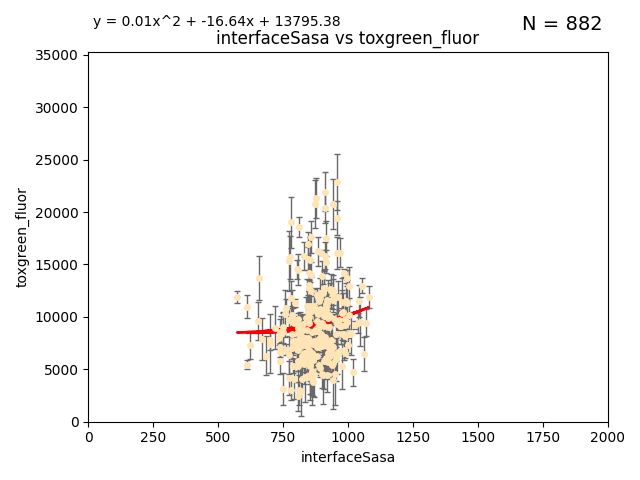 y = 0.01x^2 + -16.64x + 13795.38
N = 882
interfaceSasa vs toxgreen_fluor
35000
30000
25000
20000
15000
10000
5000
0
toxgreen_fluor
0 250 500 750 1000 1250 1500 1750 2000
interfaceSasa